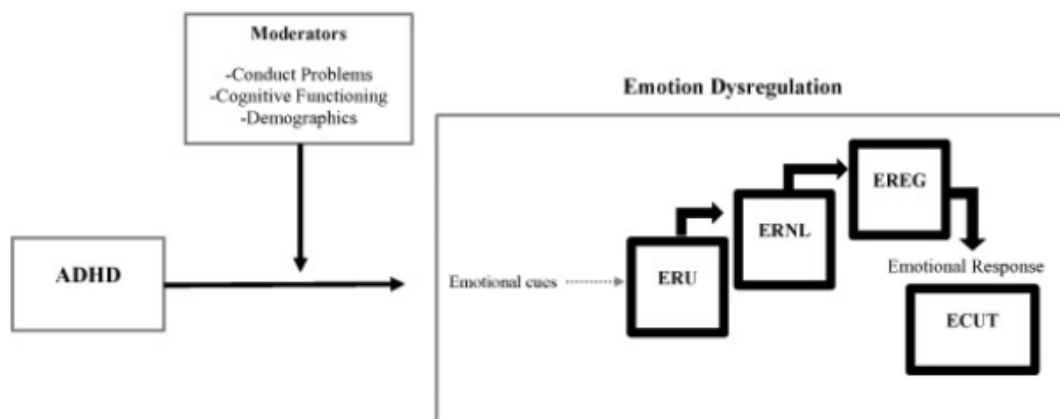 Moderators
-Conduct Problems
-Cognitive Functioning
-Demographics
Emotion Dysregulation
ADHD
Emotional cues
ERU
ERNL
EREG
Emotional Response
ECUT